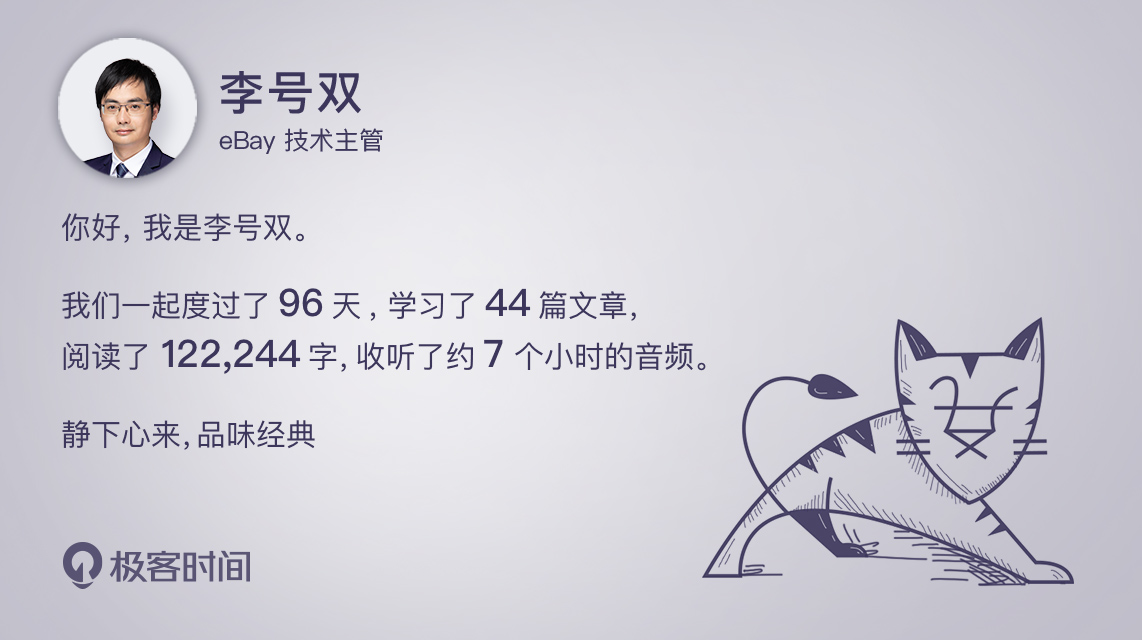 李号双
eBay 技术主管
你好, 我是李号双。
我们一起度过了 96 天, 学习了 44 篇文章,
阅读了 122,244 字, 收听了约 7 个小时的音频。
静下心来, 品味经典
极客时间